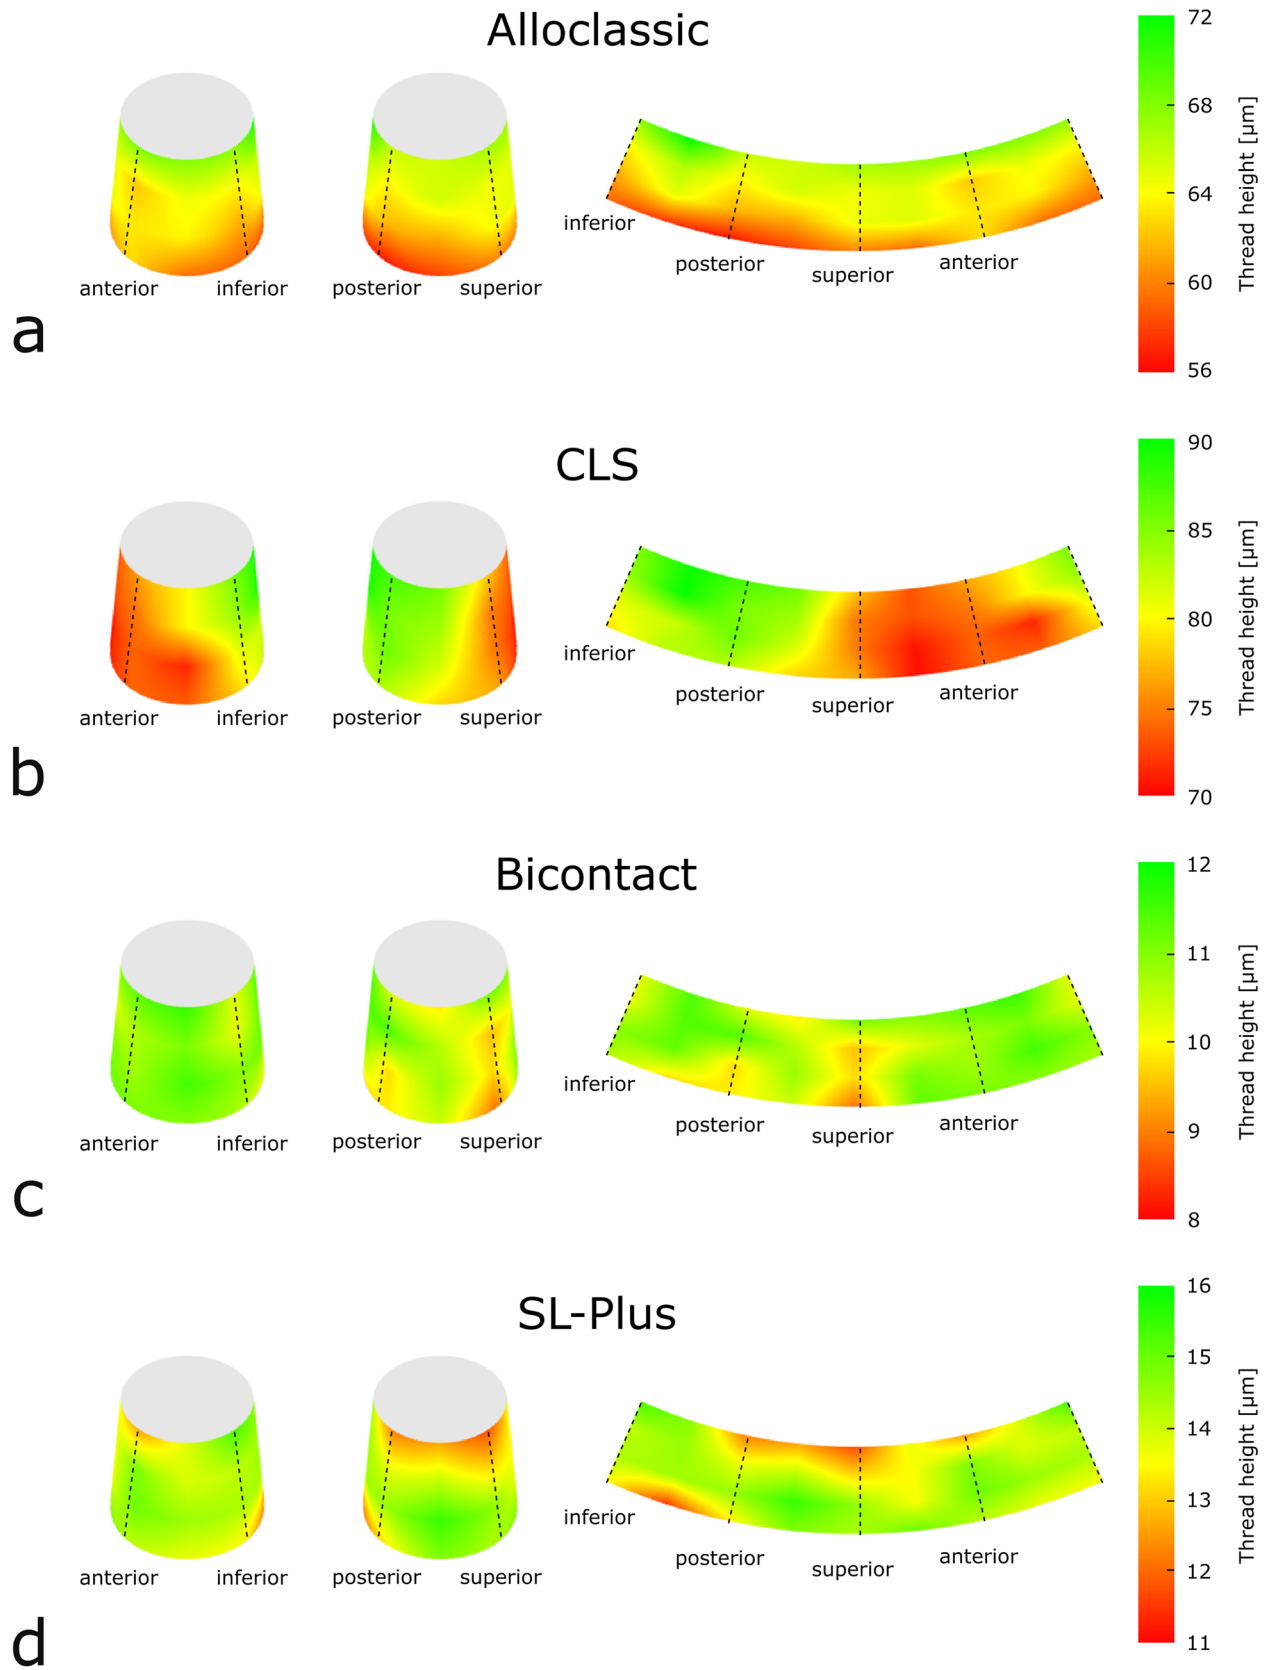 Alloclassic
72
68
64
60
56
Thread height [µm]
anterior
inferior
posterior
superior
inferior
posterior
superior
anterior
a
CLS
90
85
80
75
70
Thread height [µm]
anterior
inferior
posterior
superior
inferior
posterior
superior
anterior
b
Bicontact
12
11
10
9
8
Thread height [µm]
anterior
inferior
posterior
superior
inferior
posterior
superior
anterior
c
SL-Plus
16
15
14
13
12
11
Thread height [µm]
anterior
inferior
posterior
superior
inferior
posterior
superior
anterior
d